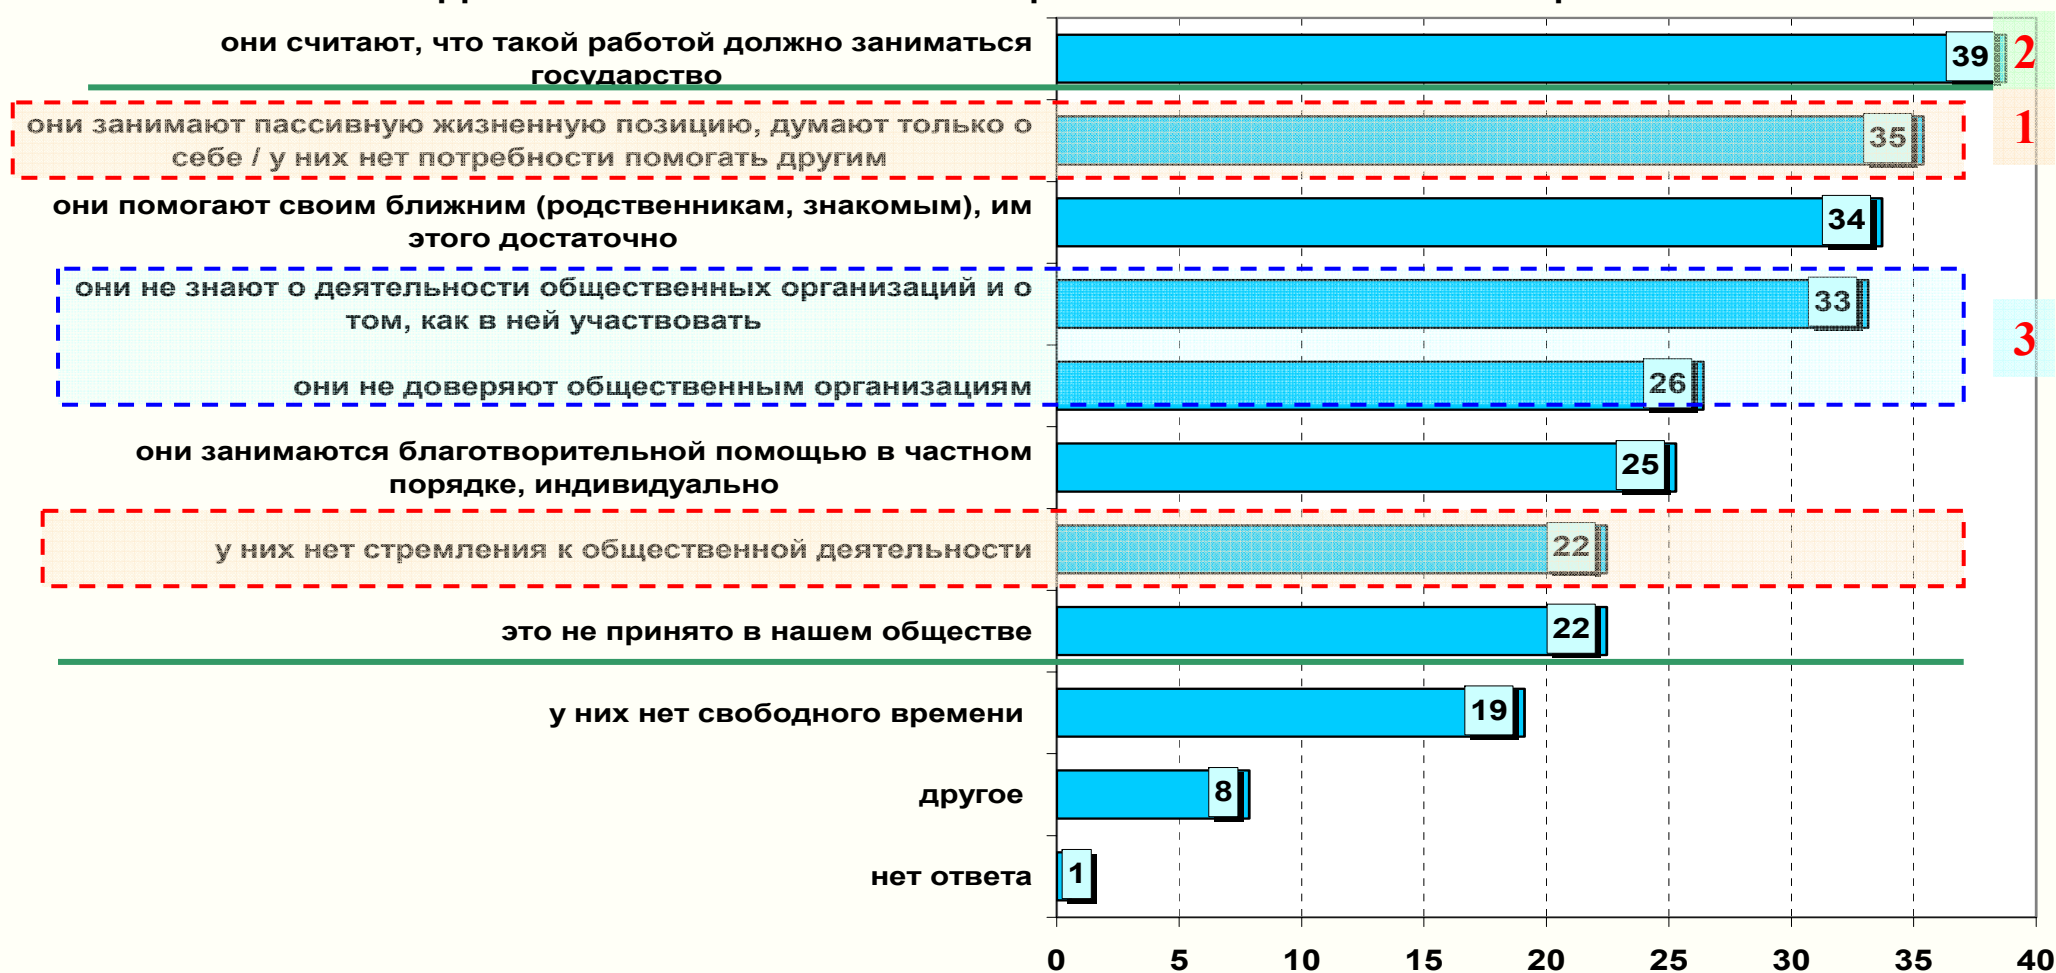 они считают, что такой работой должно заниматься
государство
39
2
они занимают пассивную жизненную позицию, думают только о
себе / у них нет потребности помогать другим
35
1
они помогают своим ближним (родственникам, знакомым), им
этого достаточно
34
они не знают о деятельности общественных организаций и о
том, как в ней участвовать
33
3
они не доверяют общественным организациям
26
они занимаются благотворительной помощью в частном
порядке, индивидуально
25
у них нет стремления к общественной деятельности
22
это не принято в нашем обществе
22
у них нет свободного времени
19
другое
8
нет ответа
1
0 5 10 15 20 25 30 35 40